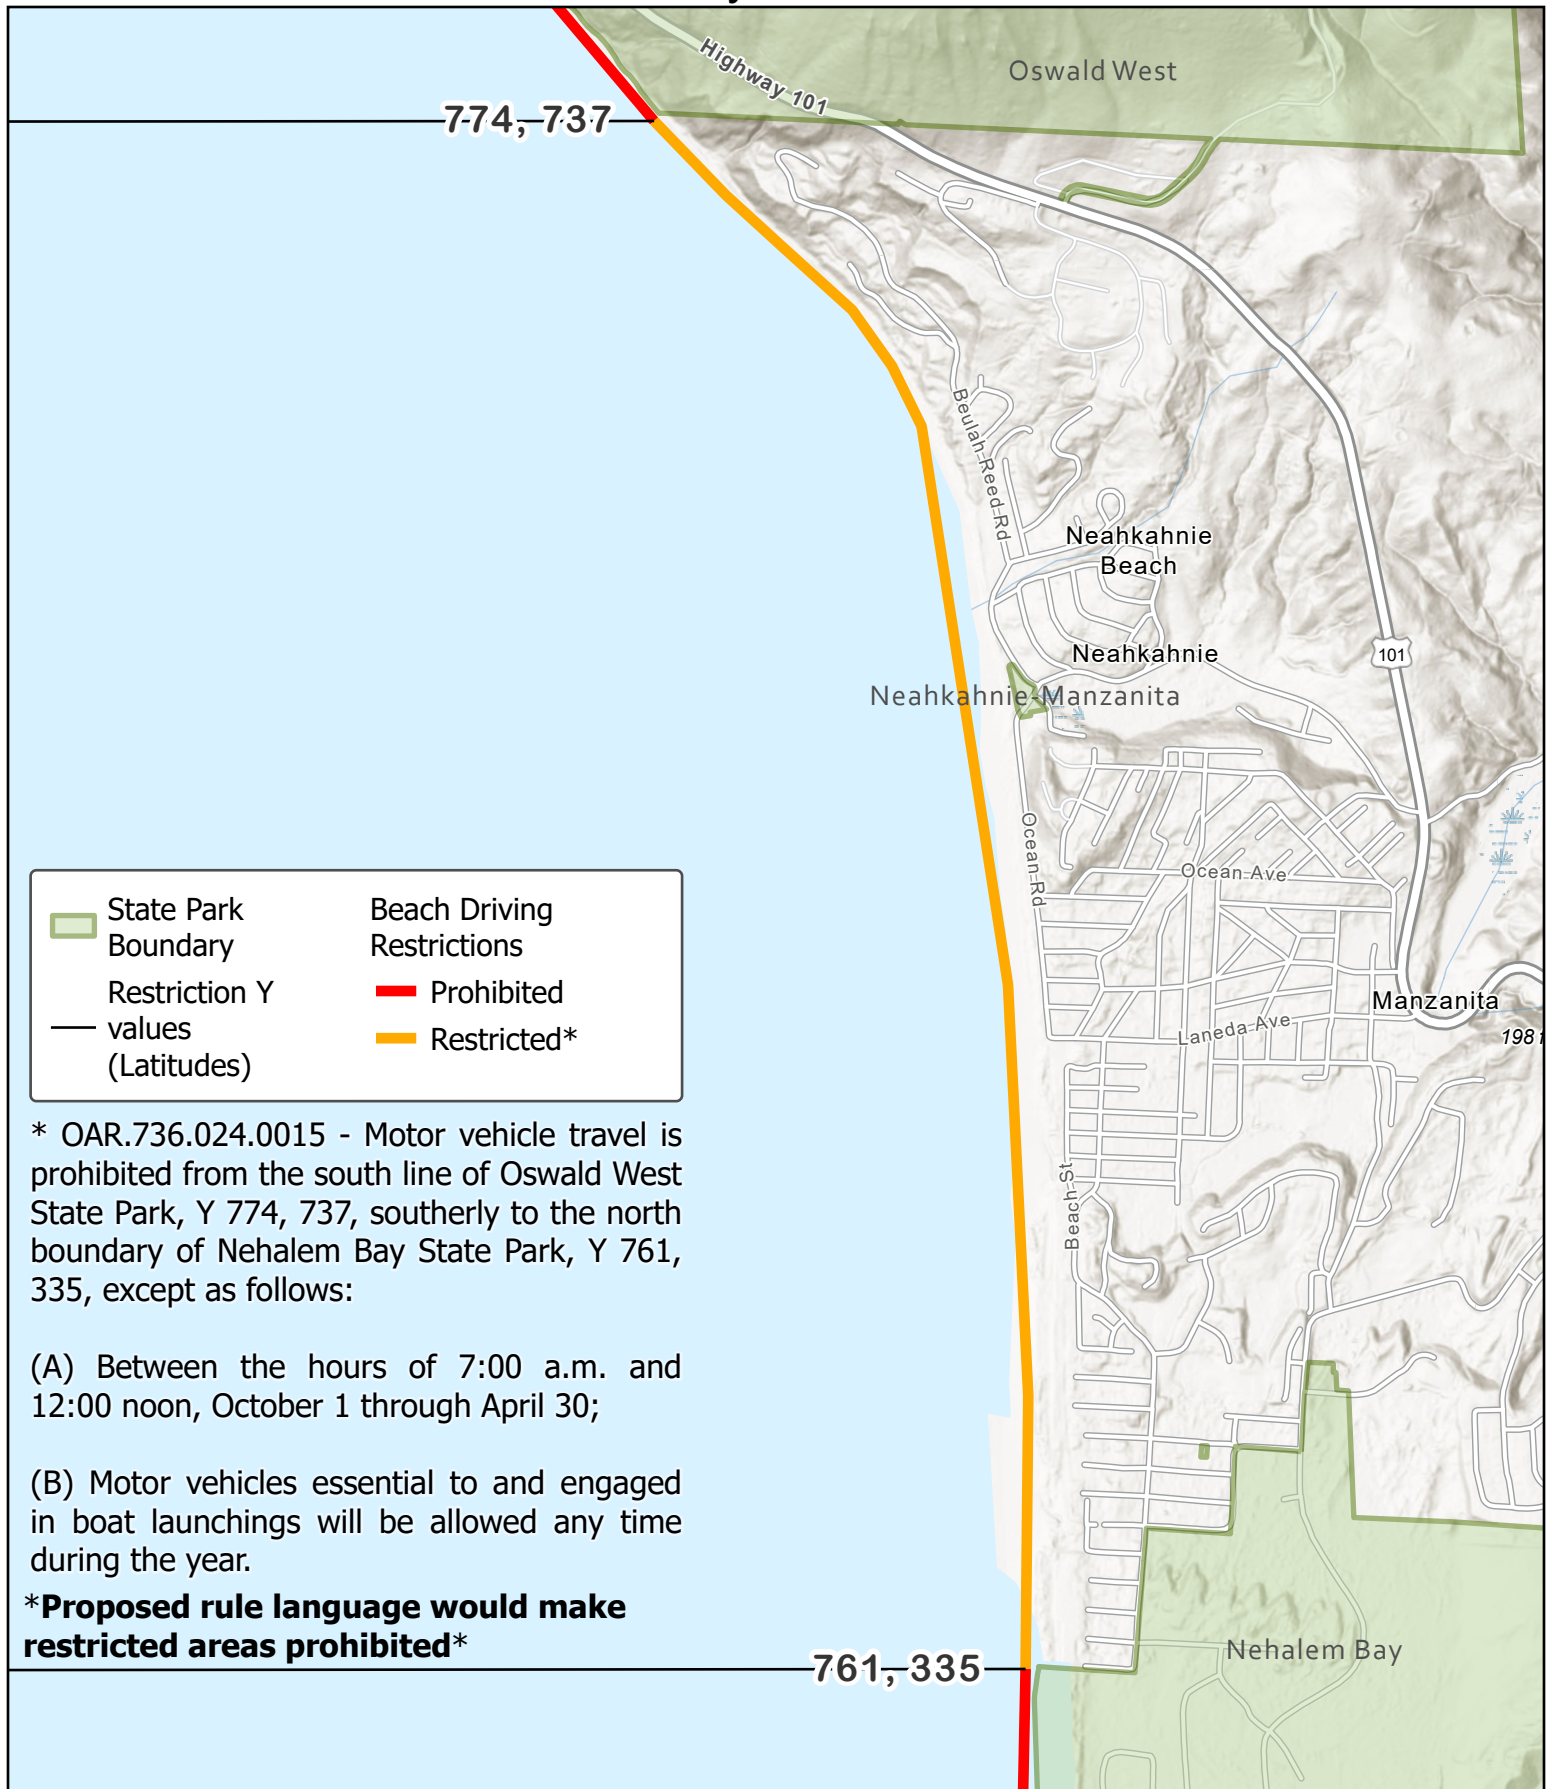 Oswald West
Highway 101
774, 737
Beulah Reed Rd
Neahkahnie
Beach
Neahkahnie
101
Neahkahnie-Manzanita
Ocean Rd
Ocean Ave
Manzanita
Laneda Ave
Beach St
State Park
Boundary
Restriction Y
values
(Latitudes)
Beach Driving
Restrictions
Prohibited
Restricted*
* OAR.736.024.0015 - Motor vehicle travel is
prohibited from the south line of Oswald West
State Park, Y 774, 737, southerly to the north
boundary of Nehalem Bay State Park, Y 761,
335, except as follows:
(A) Between the hours of 7:00 a.m. and
12:00 noon, October 1 through April 30;
(B) Motor vehicles essential to and engaged
in boat launchings will be allowed any time
during the year.
*Proposed rule language would make
restricted areas prohibited*
761, 335
Nehalem Bay
198